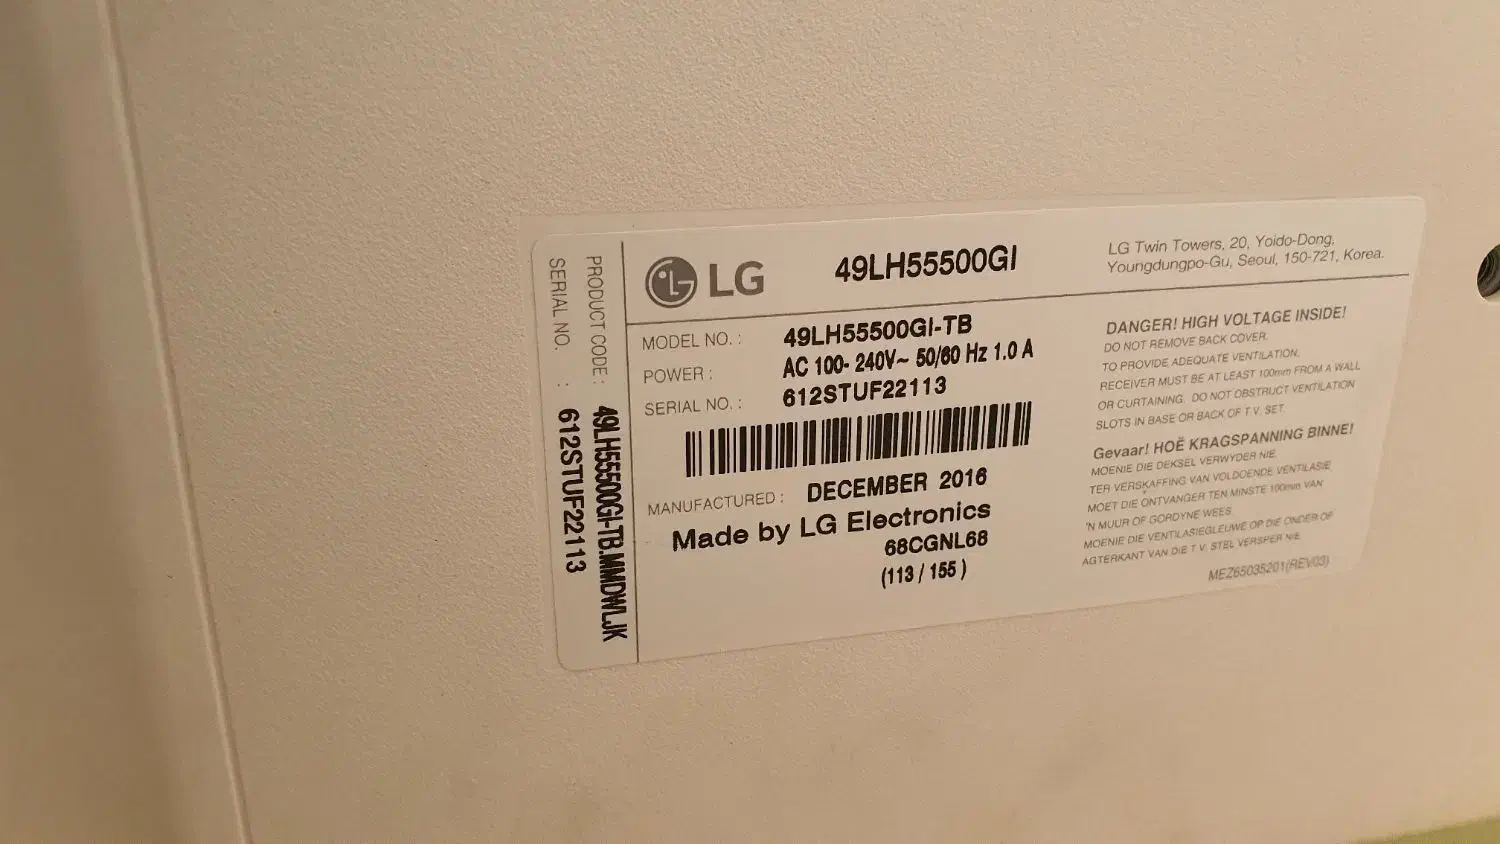 LG
49LH55500GI
LG Twin Towers, 20, Yoido-Dong,
Youngdungpo-Gu, Seoul, 150-721, Korea.
MODEL NO. : 49LH55500GI-TB
POWER : AC 100- 240V~ 50/60 Hz 1.0 A
SERIAL NO. : 612STUF22113
MANUFACTURED : DECEMBER 2016
Made by LG Electronics
68CGNL68
(113 / 155 )
DANGER! HIGH VOLTAGE INSIDE!
DO NOT REMOVE BACK COVER.
TO PROVIDE ADEQUATE VENTILATION,
RECEIVER MUST BE AT LEAST 100mm FROM A WALL
OR CURTAINING. DO NOT OBSTRUCT VENTILATION
SLOTS IN BASE OR BACK OF T.V. SET.
Gevaar! HOË KRAGSPANNING BINNE!
MOENIE DIE DEKSEL VERWYDER NIE.
TER VERSKAFFING VAN VOLDOENDE VENTILASIE
MOET DIE ONTVANGER TEN MINSTE 100mm VAN
'N MUUR OF GORDYNE WEES.
MOENIE DIE VENTILASIEGLEUWE OP DIE ONDER-OF
AGTERKANT VAN DIE T.V. STEL VERSPER NIE.
MEZ65035201(REV03)
PRODUCT CODE : 49LH55500GI-TB.MMDWLJK
SERIAL NO. : 612STUF22113